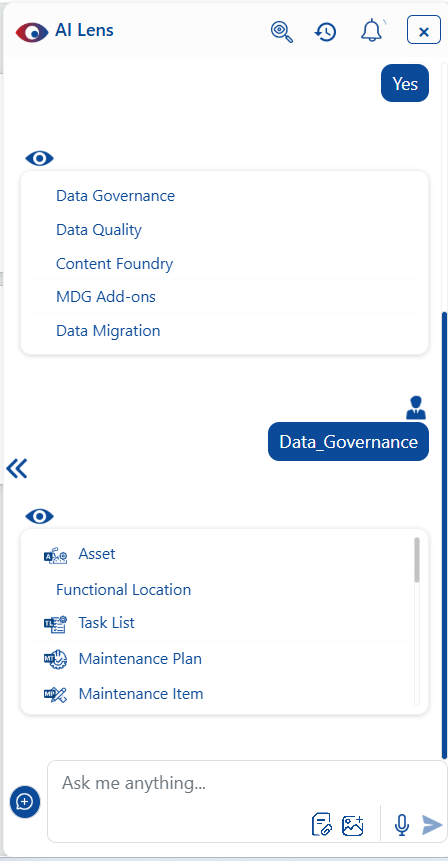 AI Lens
Yes
Data Governance
Data Quality
Content Foundry
MDG Add-ons
Data Migration
Data_Governance
Asset
Functional Location
Task List
Maintenance Plan
Maintenance Item
Ask me anything...